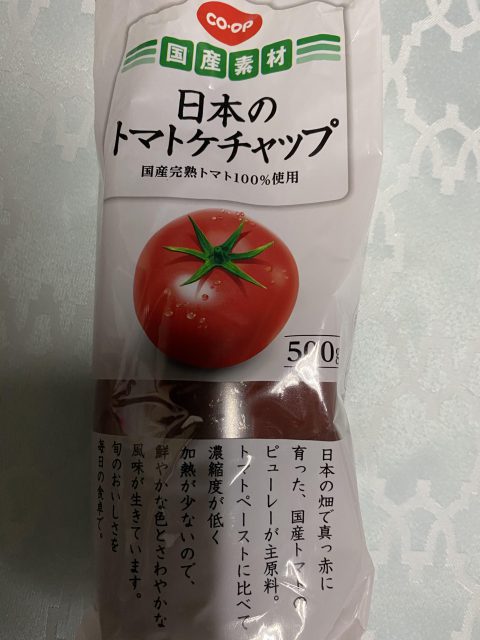 CO·OP
国産素材
日本の
トマトケチャップ
国産完熟トマト100%使用
500g
日本の畑で真っ赤に
育った、国産トマトの
ピューレーが主原料。
トマトペーストに比べて
濃縮度が低く
加熱が少ないので、
鮮やかな色とさわやかな
風味が生きています。
旬のおいしさを
毎日の食卓で。